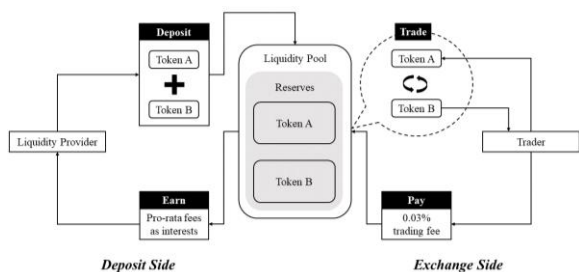 Deposit
Token A
Token B
Liquidity Pool
Reserves
Token A
Token B
Trade
Token A
Token B
Liquidity Provider
Trader
Earn
Pro-rata fees
as interests
Pay
0.03%
trading fee
Deposit Side
Exchange Side